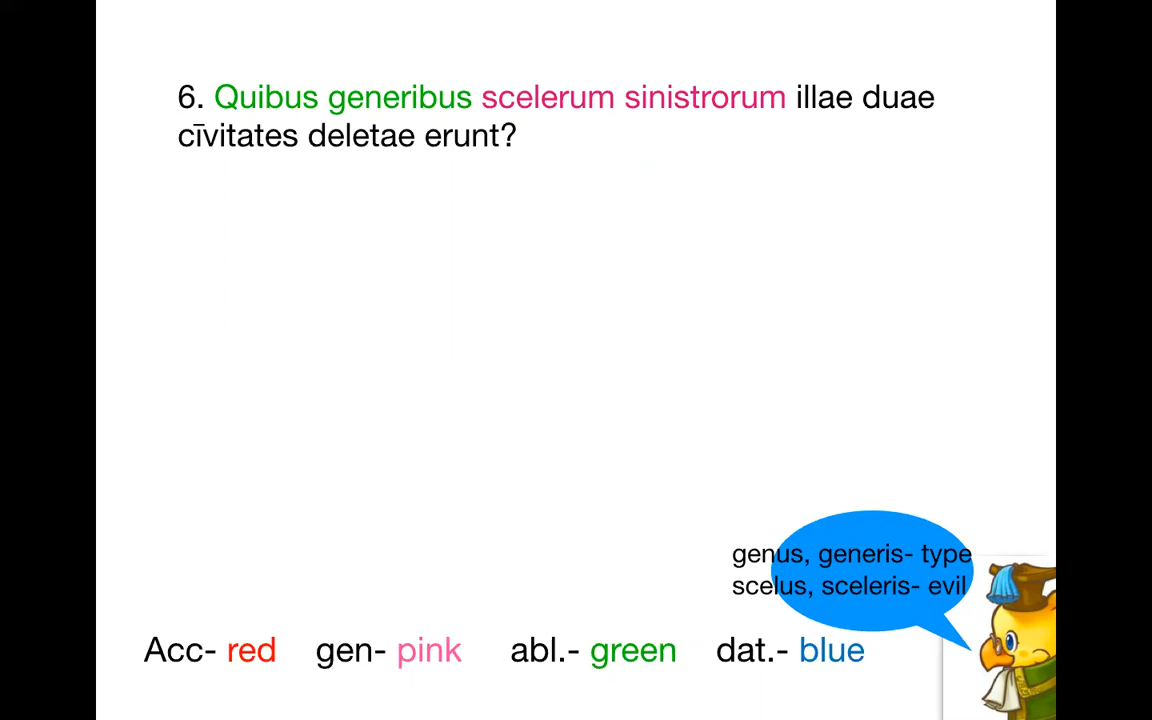 6. Quibus generibus scelerum sinistrorum illae duae
cīvitates deletae erunt?
genus, generis- type
scelus, sceleris- evil
Acc- red gen- pink abl.- green dat.- blue